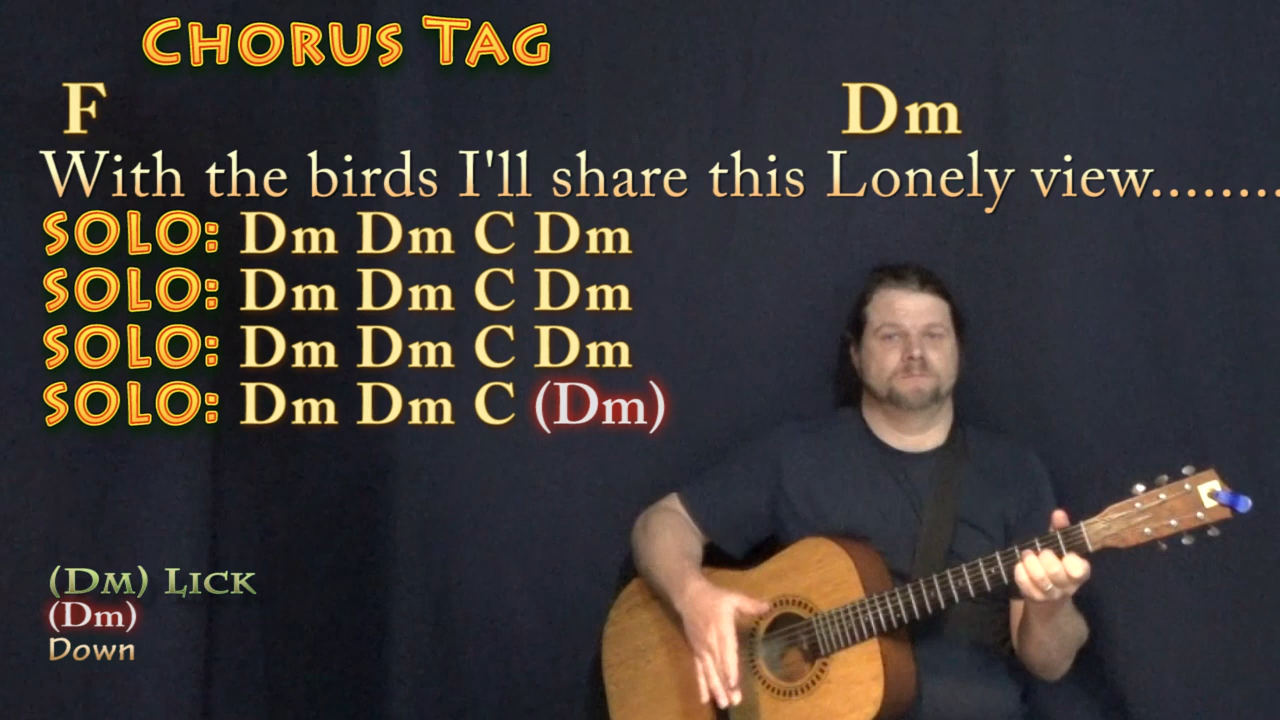 Chorus Tag
F Dm
With the birds I'll share this Lonely view........
Solo: Dm Dm C Dm
Solo: Dm Dm C Dm
Solo: Dm Dm C Dm
Solo: Dm Dm C (Dm)
(Dm) Lick
(Dm)
Down